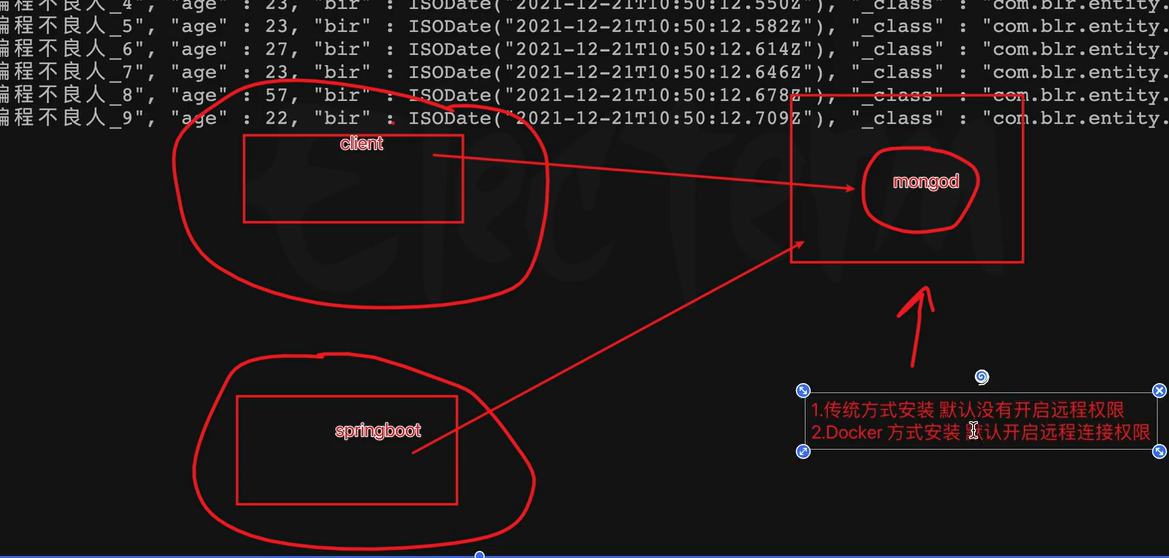 编程不良人_4", "age" : 23, "bir" : ISODate("2021-12-21T10:50:12.550Z"), "_class" : "com.blr.entity.
编程不良人_5", "age" : 23, "bir" : ISODate("2021-12-21T10:50:12.582Z"), "_class" : "com.blr.entity.
编程不良人_6", "age" : 27, "bir" : ISODate("2021-12-21T10:50:12.614Z"), "_class" : "com.blr.entity.
编程不良人_7", "age" : 23, "bir" : ISODate("2021-12-21T10:50:12.646Z"), "_class" : "com.blr.entity.
编程不良人_8", "age" : 57, "bir" : ISODate("2021-12-21T10:50:12.678Z"), "_class" : "com.blr.entity.
编程不良人_9", "age" : 22, "bir" : ISODate("2021-12-21T10:50:12.709Z"), "_class" : "com.blr.entity.
client
mongod
springboot
1.传统方式安装 默认没有开启远程权限
2.Docker 方式安装 默认开启远程连接权限